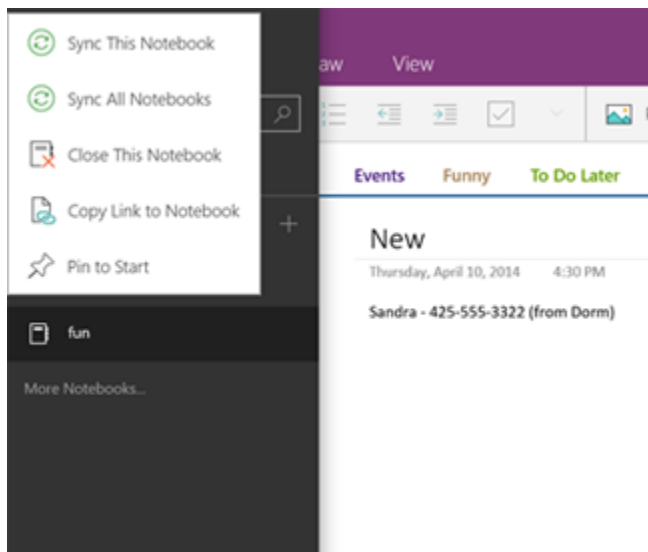 Sync This Notebook
Sync All Notebooks
Close This Notebook
Copy Link to Notebook
Pin to Start
fun
More Notebooks...
aw View
Events Funny To Do Later
New
Thursday, April 10, 2014 4:30 PM
Sandra - 425-555-3322 (from Dorm)